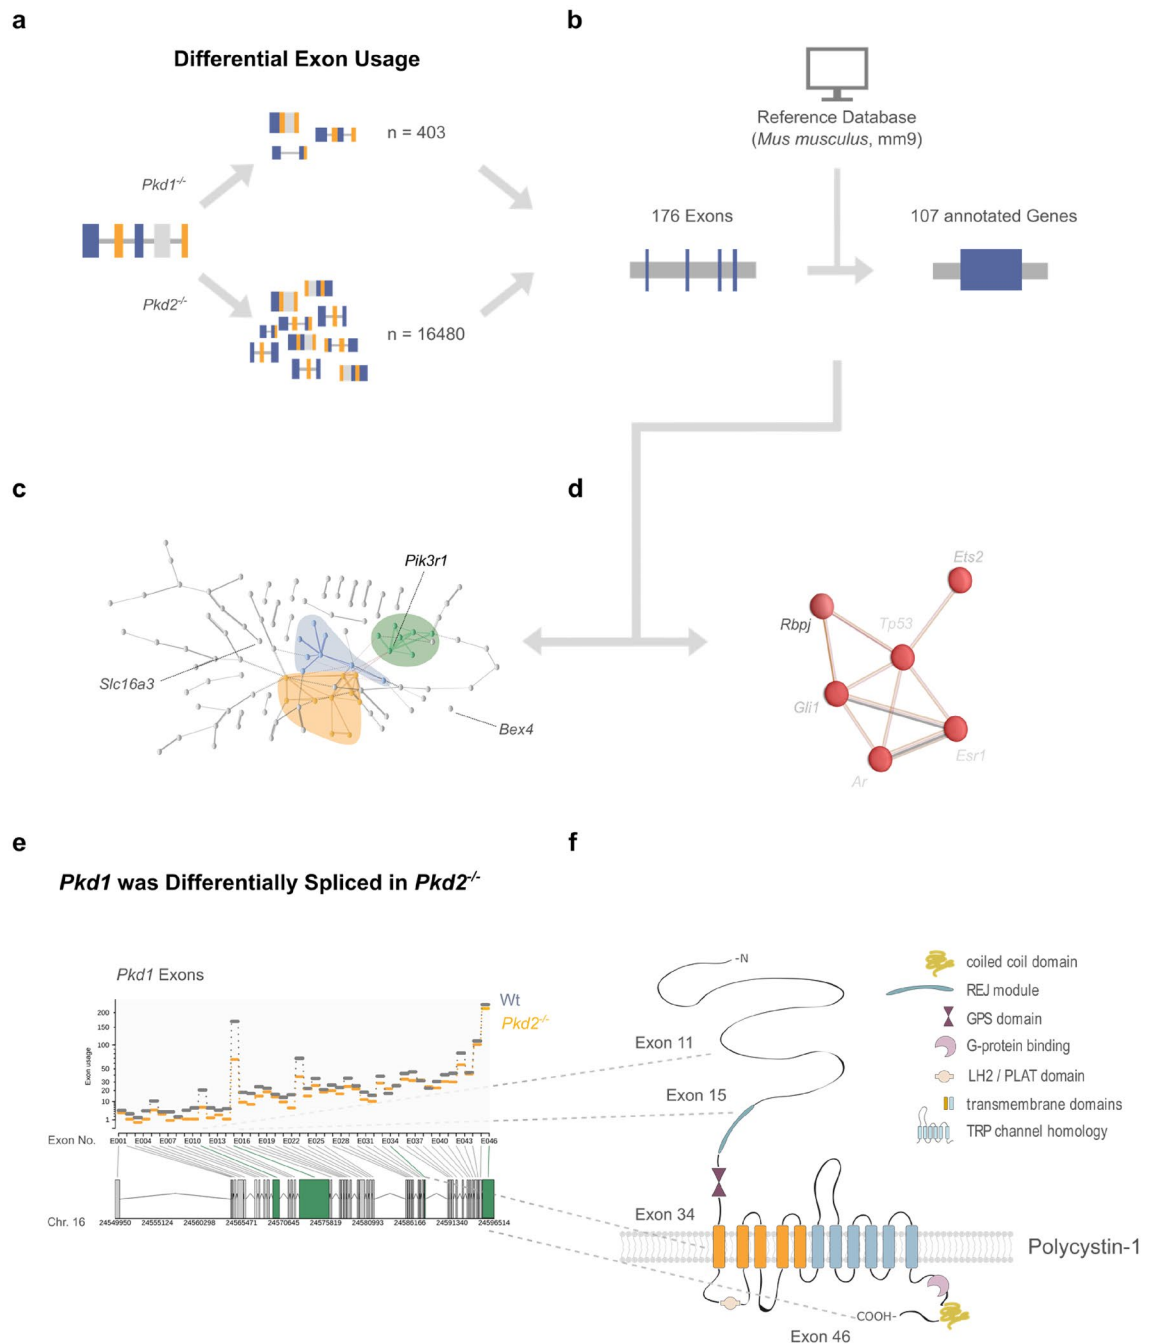 a
Differential Exon Usage
n = 403
Pkd1-/-
Pkd2-/-
n = 16480
b
Reference Database
(Mus musculus, mm9)
176 Exons
107 annotated Genes
c
Pik3r1
Slc16a3
Bex4
d
Ets2
Rbpj
Tp53
Gli1
Esr1
Ar
e
Pkd1 was Differentially Spliced in Pkd2-/-
Pkd1 Exons
Wt
Pkd2-/-
Exon usage
200
150
100
50
30
20
10
1
Exon No. E001 E004 E007 E010 E013 E016 E019 E022 E025 E028 E031 E034 E037 E040 E043 E046
Chr. 16 24549950 24555124 24560298 24565471 24570645 24575819 24580993 24586166 24591340 24596514
f
-N
Exon 11
Exon 15
Exon 34
Exon 46
COOH-
Polycystin-1
coiled coil domain
REJ module
GPS domain
G-protein binding
LH2 / PLAT domain
transmembrane domains
TRP channel homology